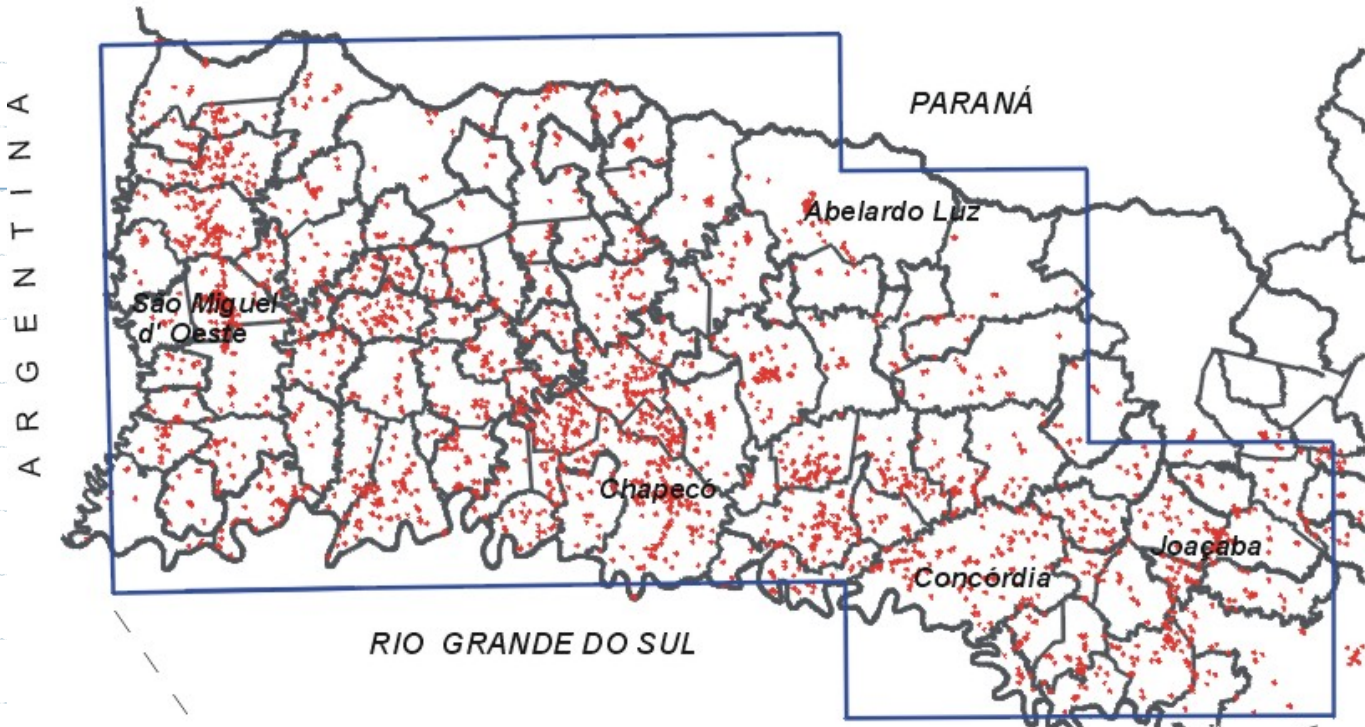 ARGENTINA
PARANÁ
Abelardo Luz
São Miguel
d' Oeste
Chapecó
Joaçaba
Concórdia
RIO GRANDE DO SUL